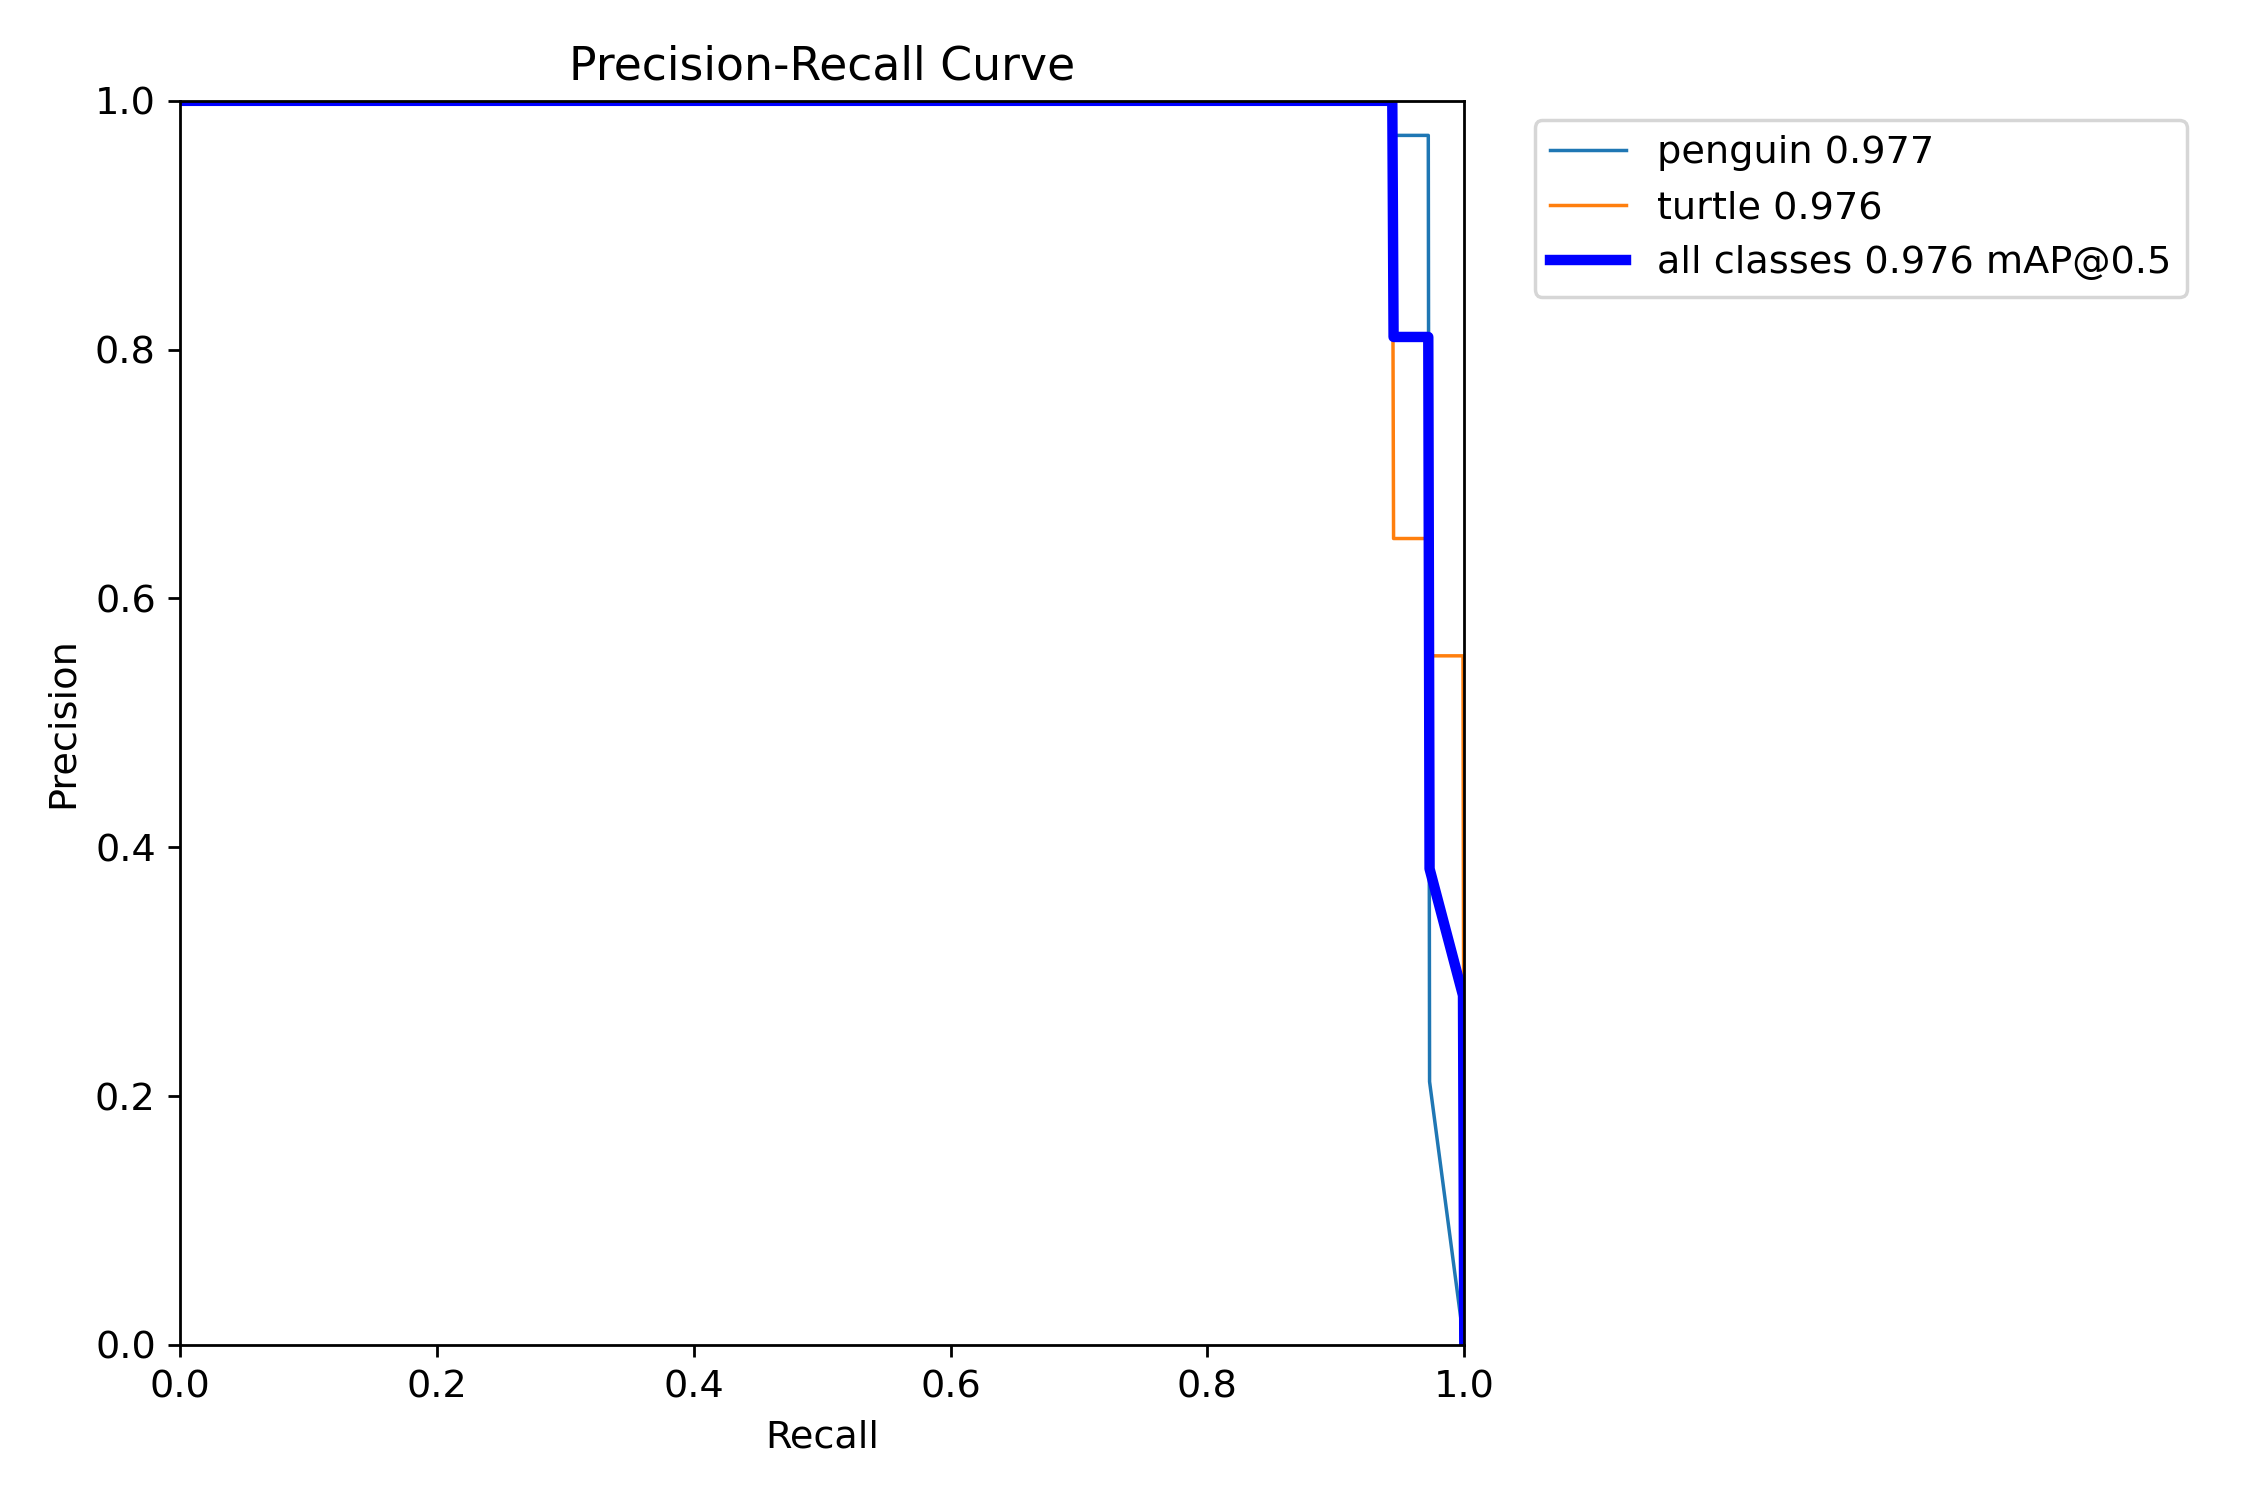 Precision-Recall Curve
penguin 0.977
turtle 0.976
all classes 0.976 mAP@0.5
Precision
1.0
0.8
0.6
0.4
0.2
0.0
0.0 0.2 0.4 0.6 0.8 1.0
Recall